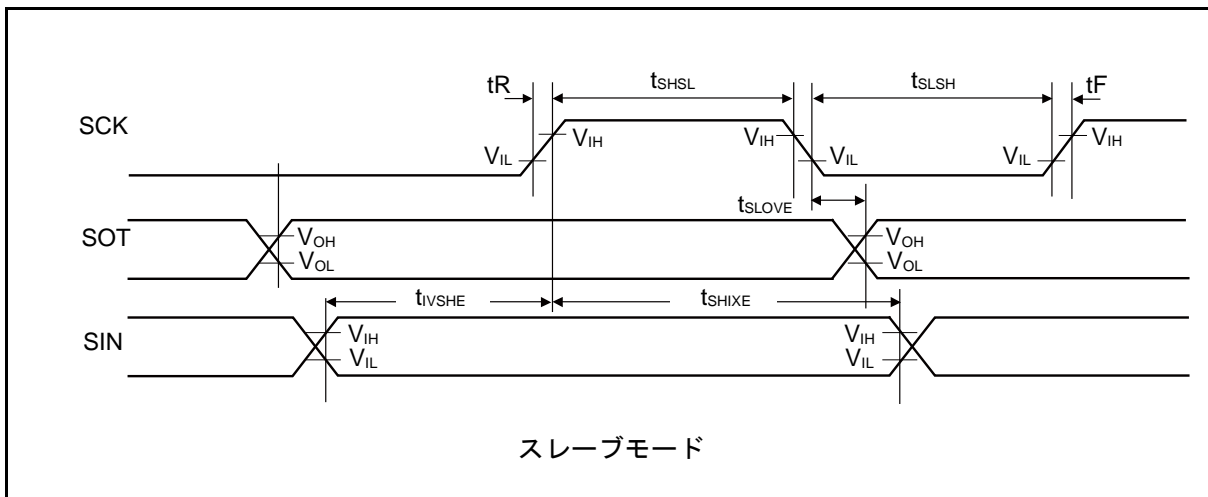 tR tSHSL tSLSH tF
SCK VIH VIH VIH
VIL VIL VIL
tSLOVE
SOT VOH VOH
VOL VOL
tIVSHE tSHIXE
SIN VIH VIH
VIL VIL
スレーブモード